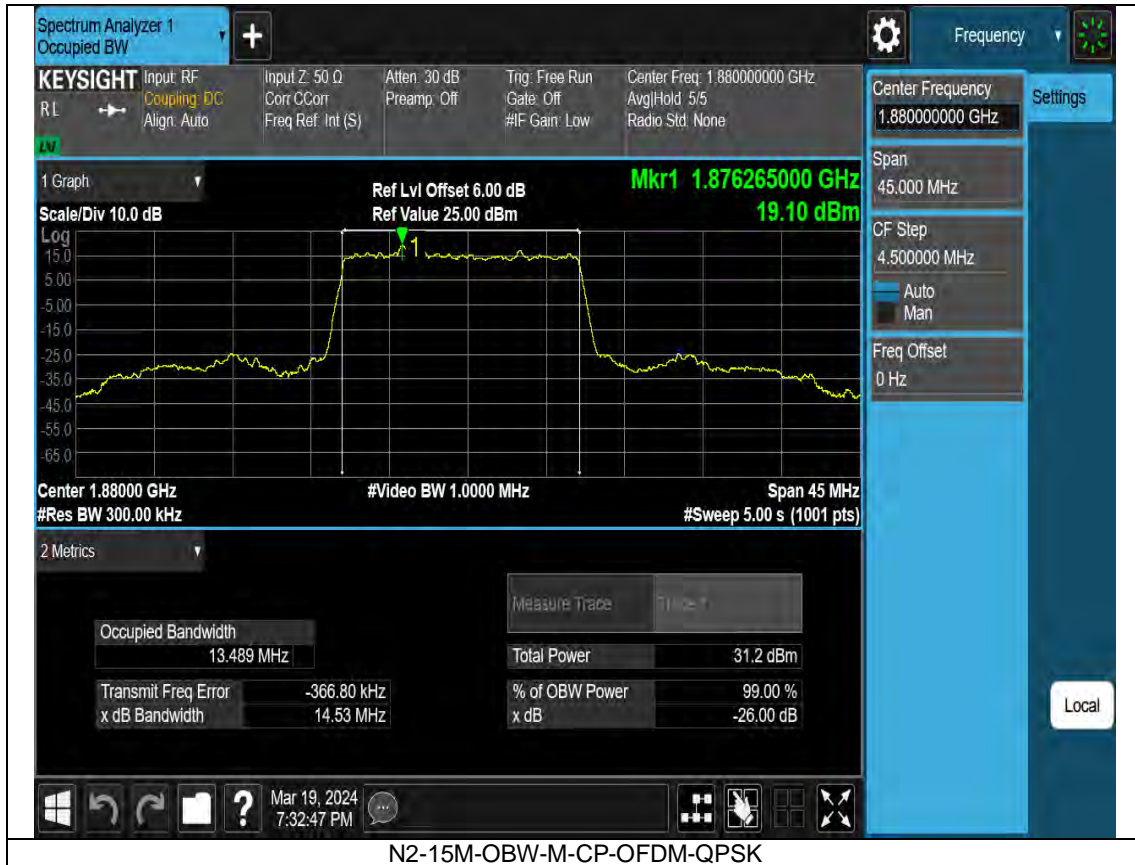 Spectrum Analyzer 1
Occupied BW
+
Frequency
KEYSIGHT
RL
Input: RF
Coupling: DC
Align: Auto
Input Z: 50 Ω
Corr CCorr
Freq Ref: Int (S)
Atten: 30 dB
Preamp: Off
Trig: Free Run
Gate: Off
#IF Gain: Low
Center Freq: 1.880000000 GHz
Avg|Hold: 5/5
Radio Std: None
1 Graph
Scale/Div 10.0 dB
Ref Lvl Offset 6.00 dB
Ref Value 25.00 dBm
Mkr1 1.876265000 GHz
19.10 dBm
Log
15.0
5.00
-5.00
-15.0
-25.0
-35.0
-45.0
-55.0
-65.0
1
Center 1.88000 GHz
#Video BW 1.0000 MHz
Span 45 MHz
#Res BW 300.00 kHz
#Sweep 5.00 s (1001 pts)
2 Metrics
Measure Trace
Trace 1
Occupied Bandwidth
13.489 MHz
Total Power 31.2 dBm
Transmit Freq Error -366.80 kHz
% of OBW Power 99.00 %
x dB Bandwidth 14.53 MHz
x dB -26.00 dB
Center Frequency
1.880000000 GHz
Settings
Span
45.000 MHz
CF Step
4.500000 MHz
Auto
Man
Freq Offset
0 Hz
Local
?
Mar 19, 2024
7:32:47 PM
N2-15M-OBW-M-CP-OFDM-QPSK